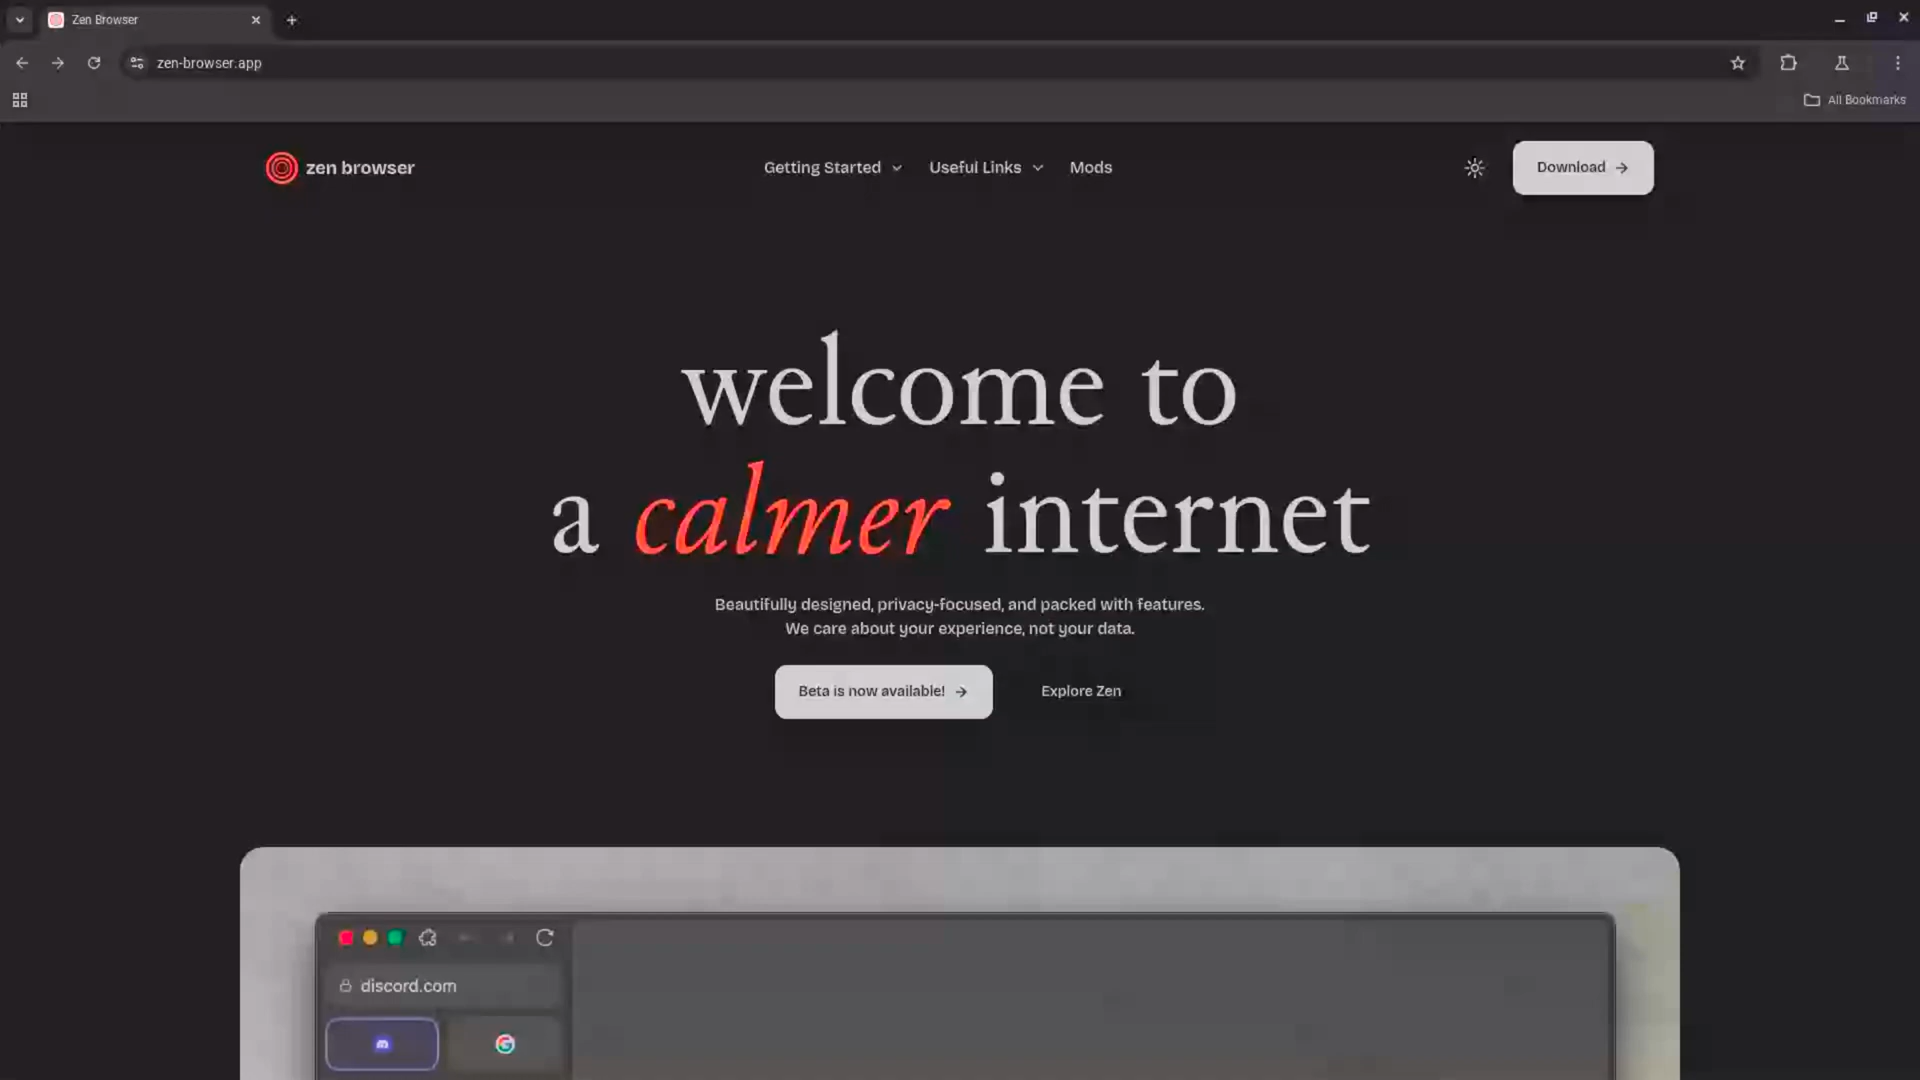 Zen Browser
zen-browser.app
All Bookmarks
zen browser
Getting Started
Useful Links
Mods
Download
welcome to
a calmer internet
Beautifully designed, privacy-focused, and packed with features.
We care about your experience, not your data.
Beta is now available!
Explore Zen
discord.com